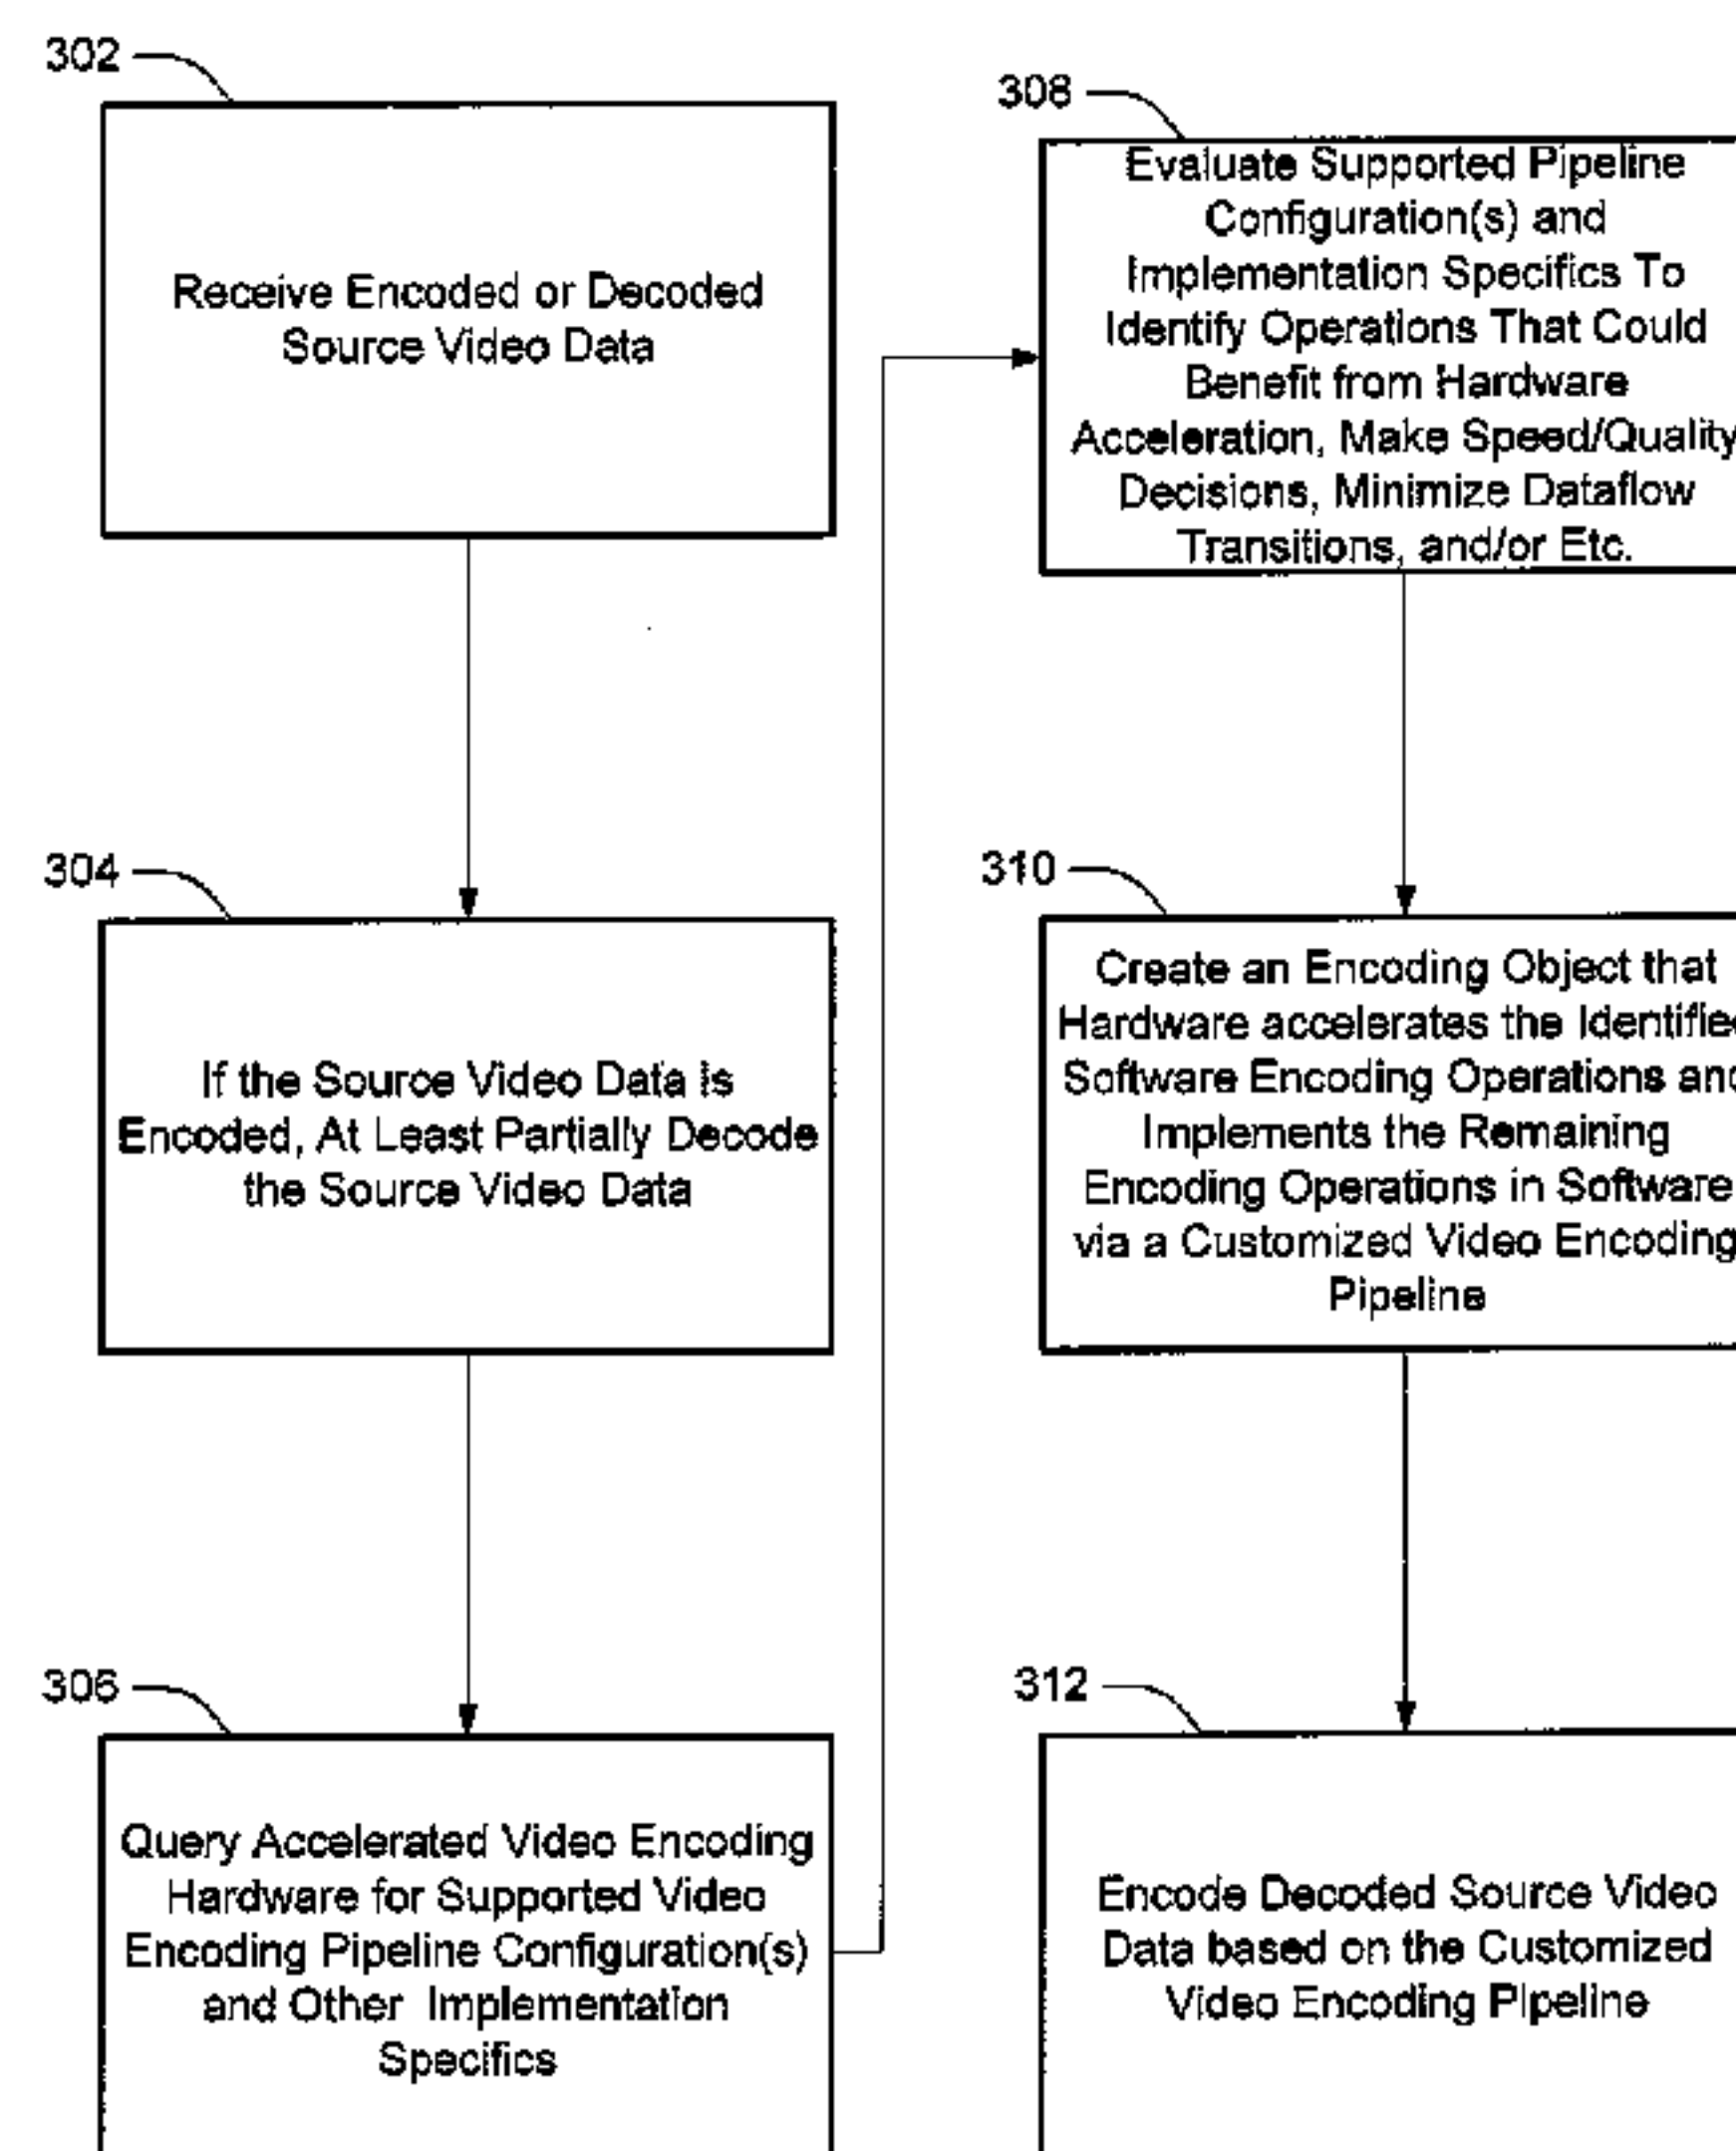 302
Receive Encoded or Decoded
Source Video Data
304
If the Source Video Data Is
Encoded, At Least Partially Decode
the Source Video Data
306
Query Accelerated Video Encoding
Hardware for Supported Video
Encoding Pipeline Configuration(s)
and Other Implementation
Specifics
308
Evaluate Supported Pipeline
Configuration(s) and
Implementation Specifics To
Identify Operations That Could
Benefit from Hardware
Acceleration, Make Speed/Quality
Decisions, Minimize Dataflow
Transitions, and/or Etc.
310
Create an Encoding Object that
Hardware accelerates the Identified
Software Encoding Operations and
Implements the Remaining
Encoding Operations in Software
via a Customized Video Encoding
Pipeline
312
Encode Decoded Source Video
Data based on the Customized
Video Encoding Pipeline